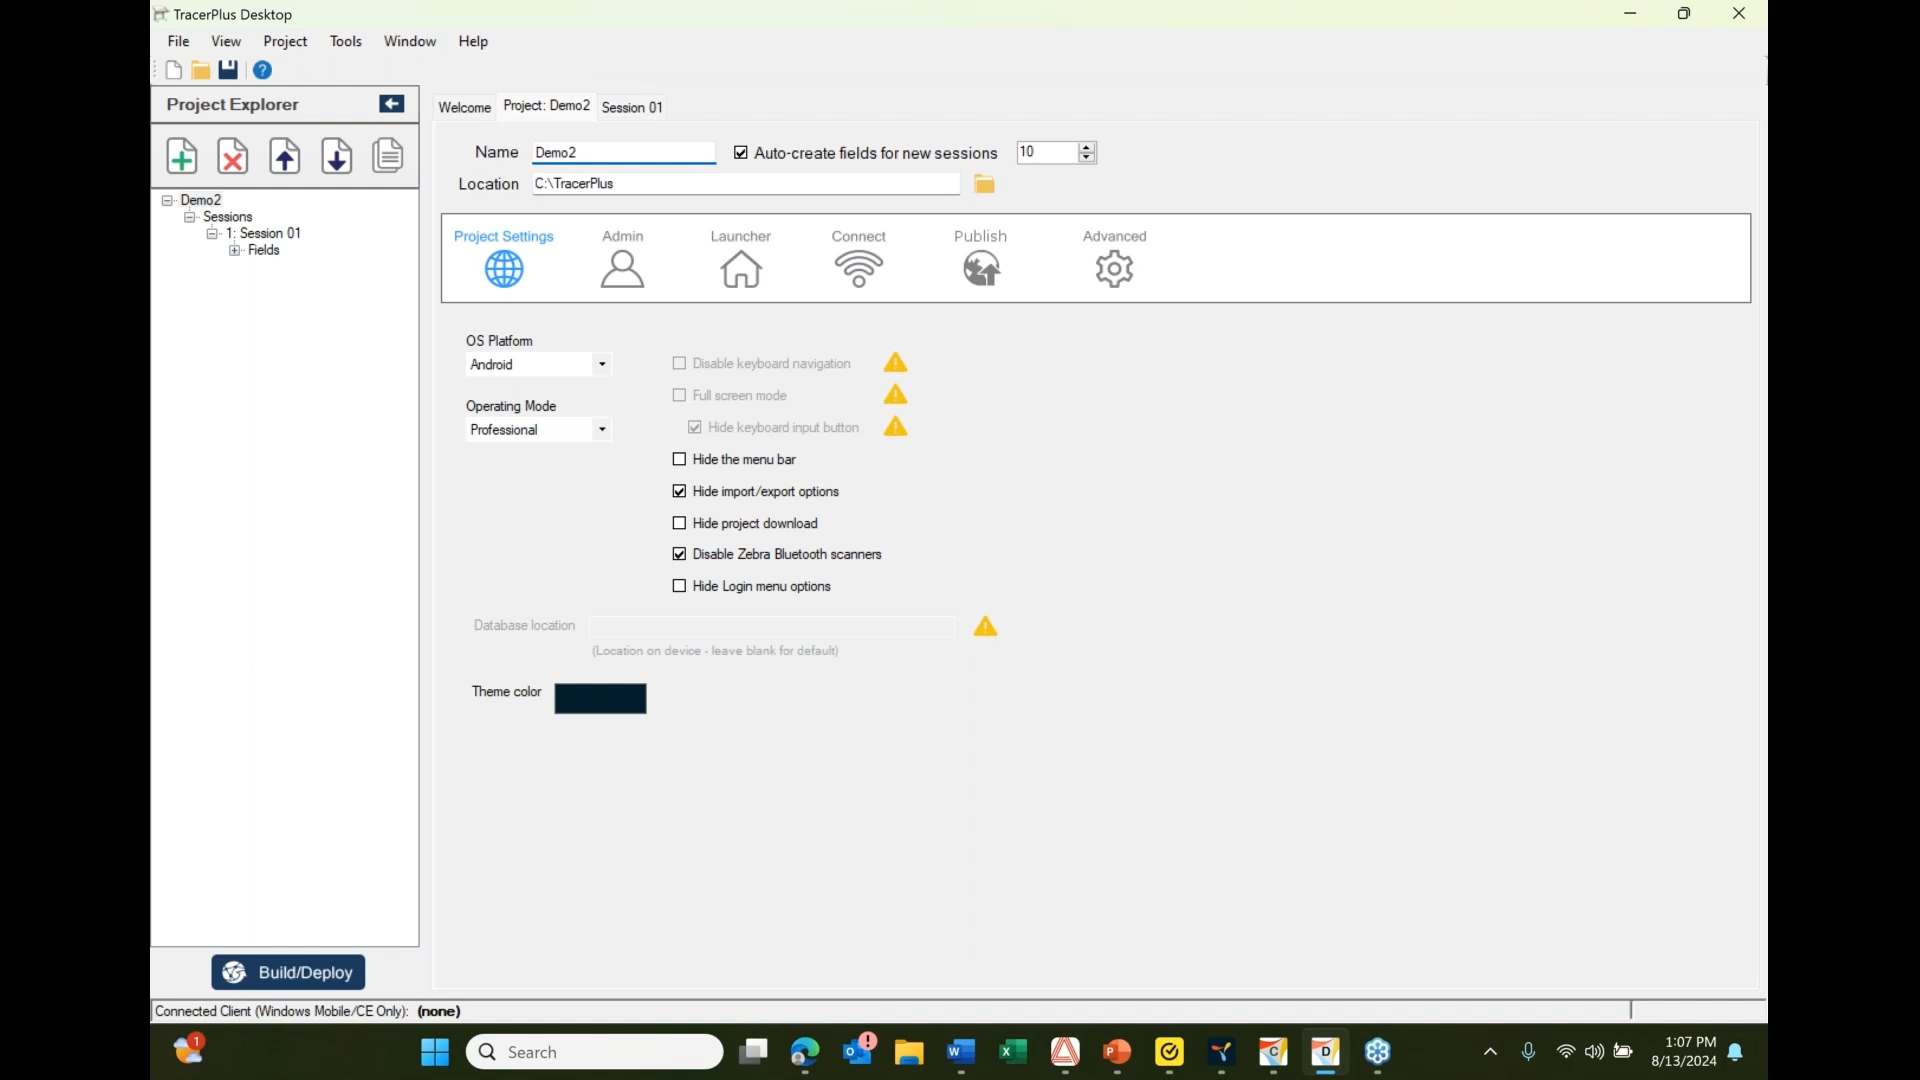 TracerPlus Desktop
File View Project Tools Window Help
Project Explorer
Welcome Project: Demo2 Session 01
Name Demo2 Auto-create fields for new sessions 10
Location C:\TracerPlus
Demo2
Sessions
1: Session 01
Fields
Project Settings Admin Launcher Connect Publish Advanced
OS Platform
Android
Operating Mode
Professional
Disable keyboard navigation
Full screen mode
Hide keyboard input button
Hide the menu bar
Hide import/export options
Hide project download
Disable Zebra Bluetooth scanners
Hide Login menu options
Database location
(Location on device - leave blank for default)
Theme color
Build/Deploy
Connected Client (Windows Mobile/CE Only): (none)
1
Search
1:07 PM
8/13/2024